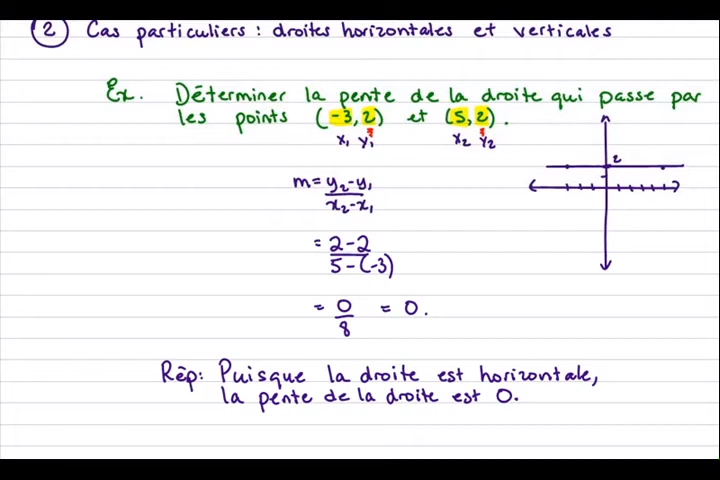 ② Cas particuliers : droites horizontales et verticales
Ex. Déterminer la pente de la droite qui passe par
les points (-3, 2) et (5, 2).
x₁ y₁ x₂ y₂
2
m = y₂-y₁
x₂-x₁
= 2-2
5-(-3)
= 0 = 0.
8
Rép: Puisque la droite est horizontale,
la pente de la droite est 0.